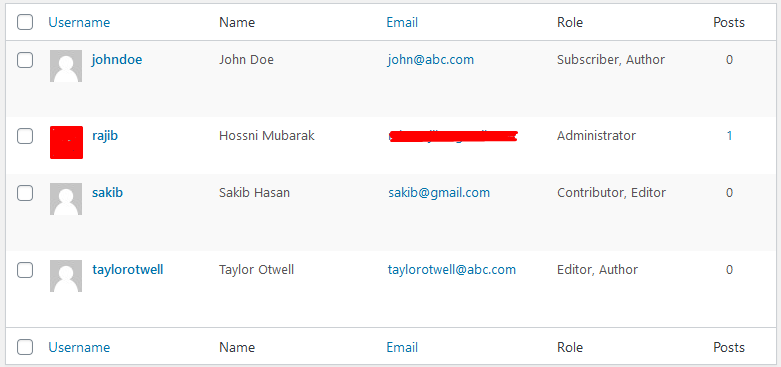 Username Name Email Role Posts
johndoe John Doe john@abc.com Subscriber, Author 0
rajib Hossni Mubarak Administrator 1
sakib Sakib Hasan sakib@gmail.com Contributor, Editor 0
taylorotwell Taylor Otwell taylorotwell@abc.com Editor, Author 0
Username Name Email Role Posts